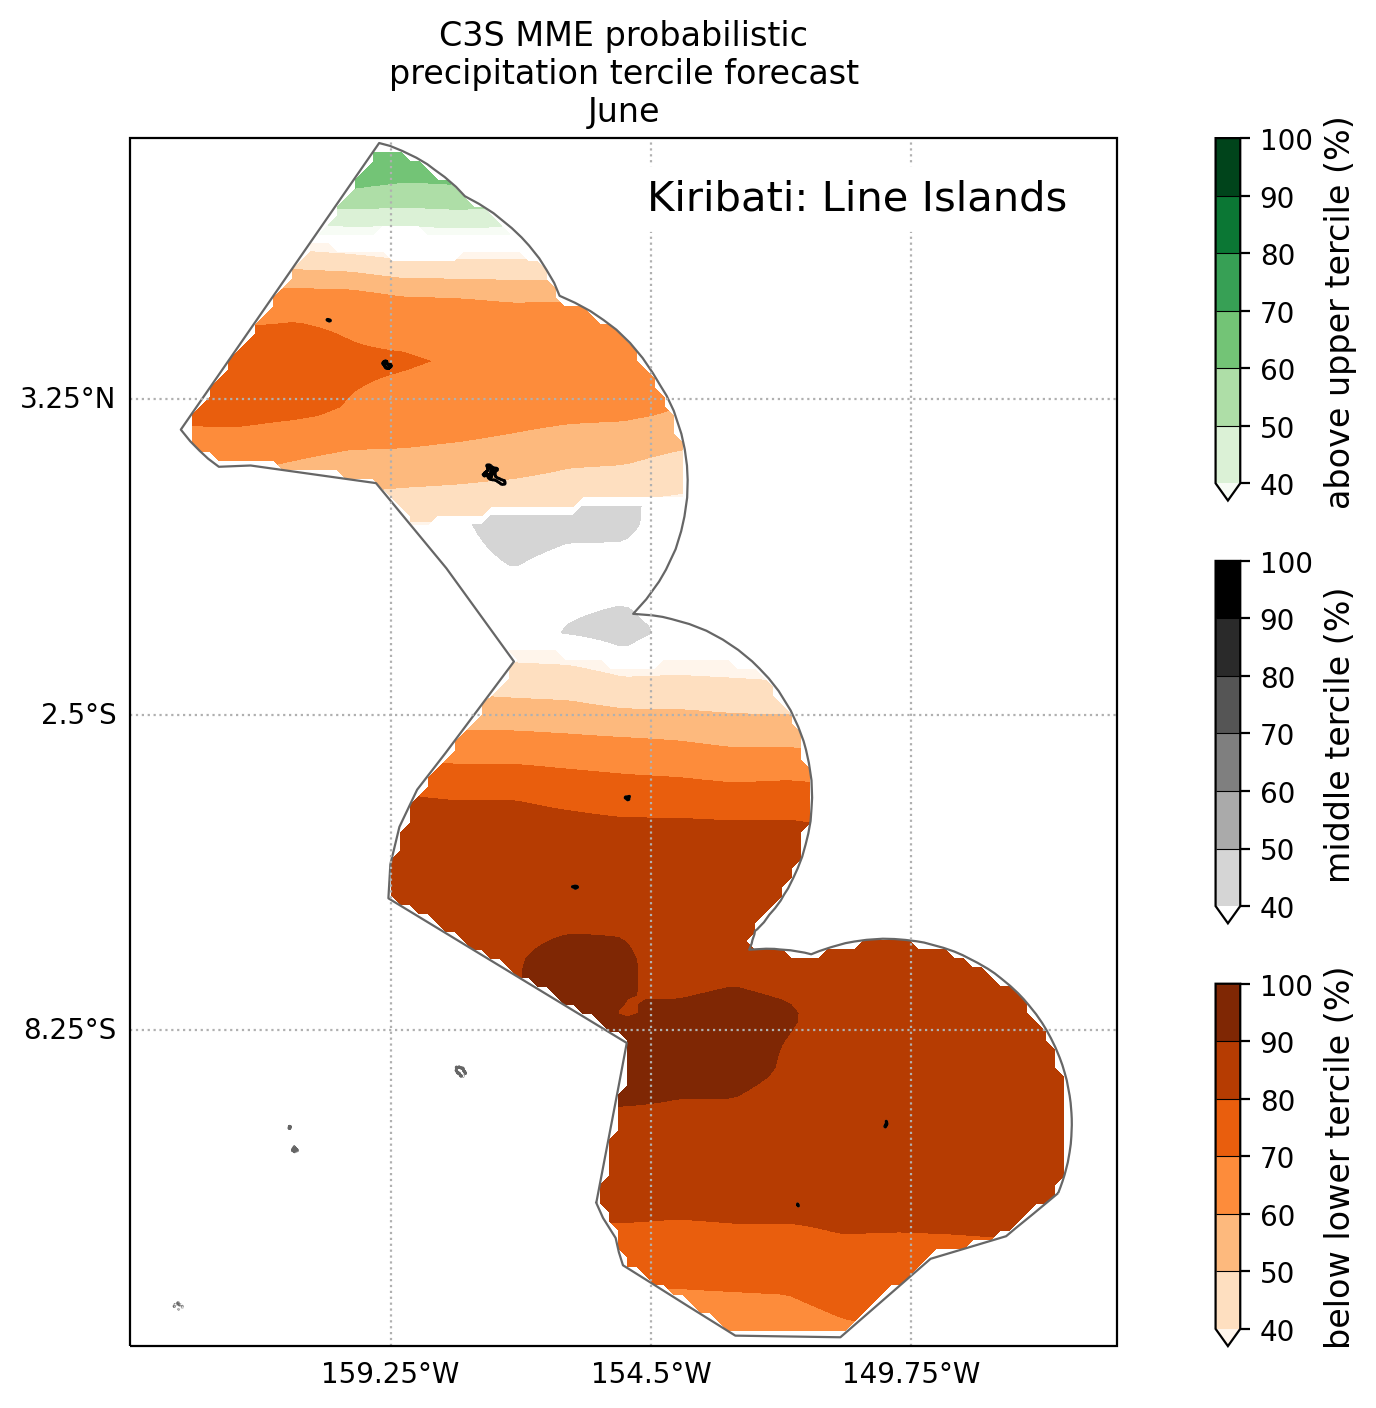 C3S MME probabilistic
precipitation tercile forecast
June
Kiribati: Line Islands
3.25°N
2.5°S
8.25°S
159.25°W
154.5°W
149.75°W
100
90
80
70
60
50
40
above upper tercile (%)
100
90
80
70
60
50
40
middle tercile (%)
100
90
80
70
60
50
40
below lower tercile (%)